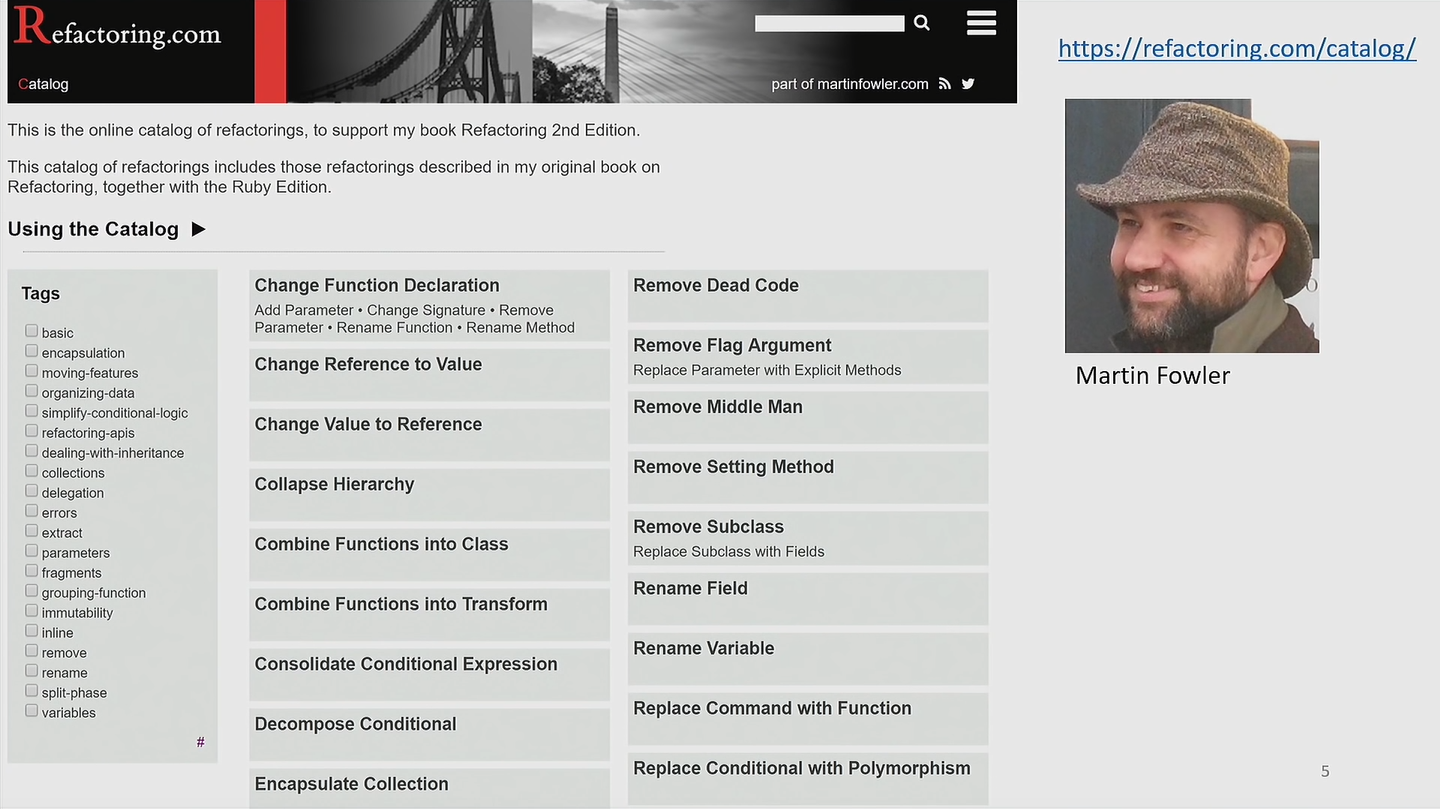 Refactoring.com
Catalog
part of martinfowler.com
https://refactoring.com/catalog/
This is the online catalog of refactorings, to support my book Refactoring 2nd Edition.
This catalog of refactorings includes those refactorings described in my original book on
Refactoring, together with the Ruby Edition.
Using the Catalog ▶
Tags
basic
encapsulation
moving-features
organizing-data
simplify-conditional-logic
refactoring-apis
dealing-with-inheritance
collections
delegation
errors
extract
parameters
fragments
grouping-function
immutability
inline
remove
rename
split-phase
variables
#
Change Function Declaration
Add Parameter • Change Signature • Remove
Parameter • Rename Function • Rename Method
Change Reference to Value
Change Value to Reference
Collapse Hierarchy
Combine Functions into Class
Combine Functions into Transform
Consolidate Conditional Expression
Decompose Conditional
Encapsulate Collection
Remove Dead Code
Remove Flag Argument
Replace Parameter with Explicit Methods
Remove Middle Man
Remove Setting Method
Remove Subclass
Replace Subclass with Fields
Rename Field
Rename Variable
Replace Command with Function
Replace Conditional with Polymorphism
Martin Fowler
5